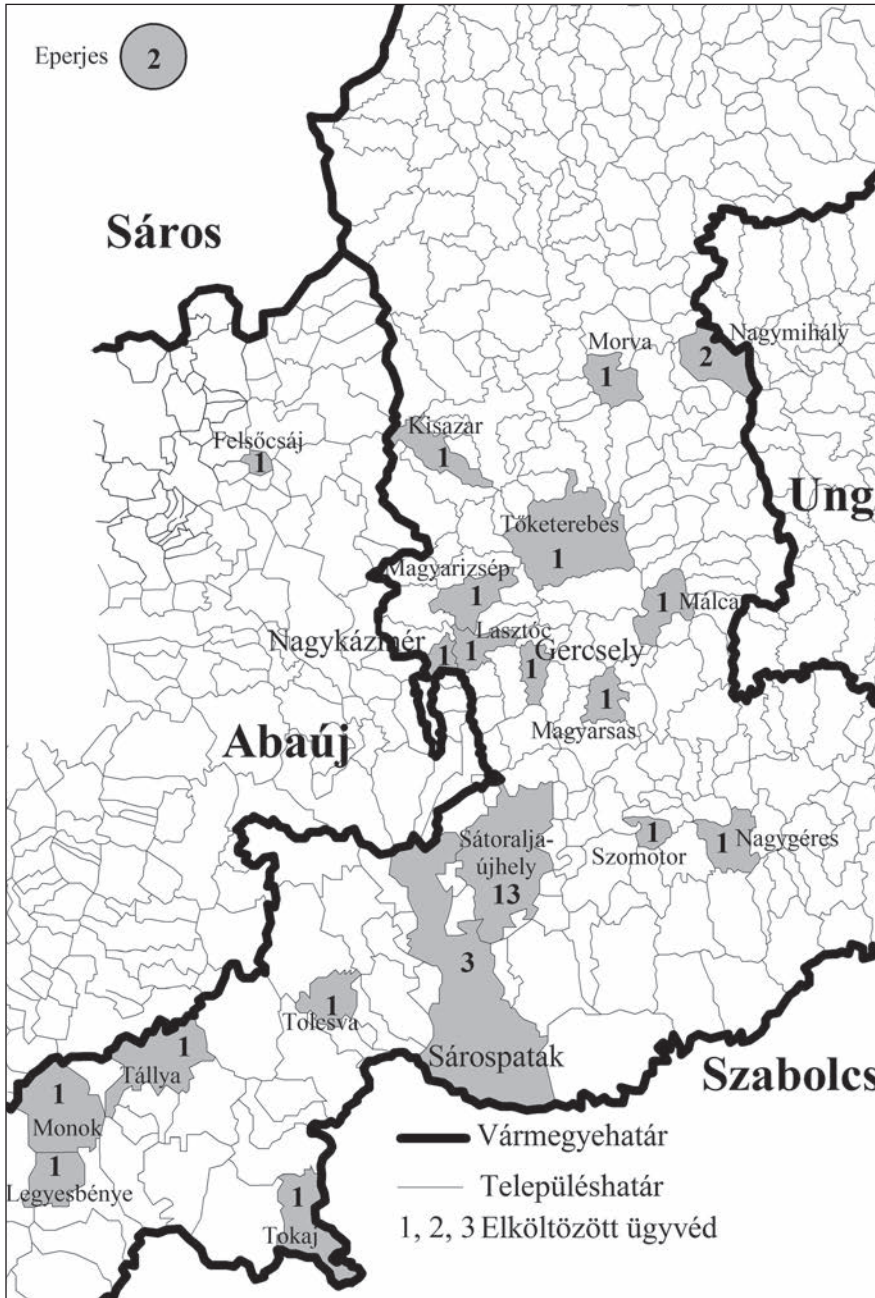 Eperjes 2
Sáros
Morva
1
Nagymihály
2
Kisazar
1
Felsőcsáj
1
Ung
Tőketerebes
1
Magyarizsép
1
1 Málca
Nagykázmér
1
Lasztóc
1
Gercsely
1
1
Magyarsas
Abaúj
Sátoralja-
újhely
13
1
Szomotor
1 Nagygéres
3
Sárospatak
1
Tolcsva
1
Tállya
1
Monok
1
Legyesbénye
1
Tokaj
Szabolcs
Vármegyehatár
Településhatár
1, 2, 3 Elköltözött ügyvéd